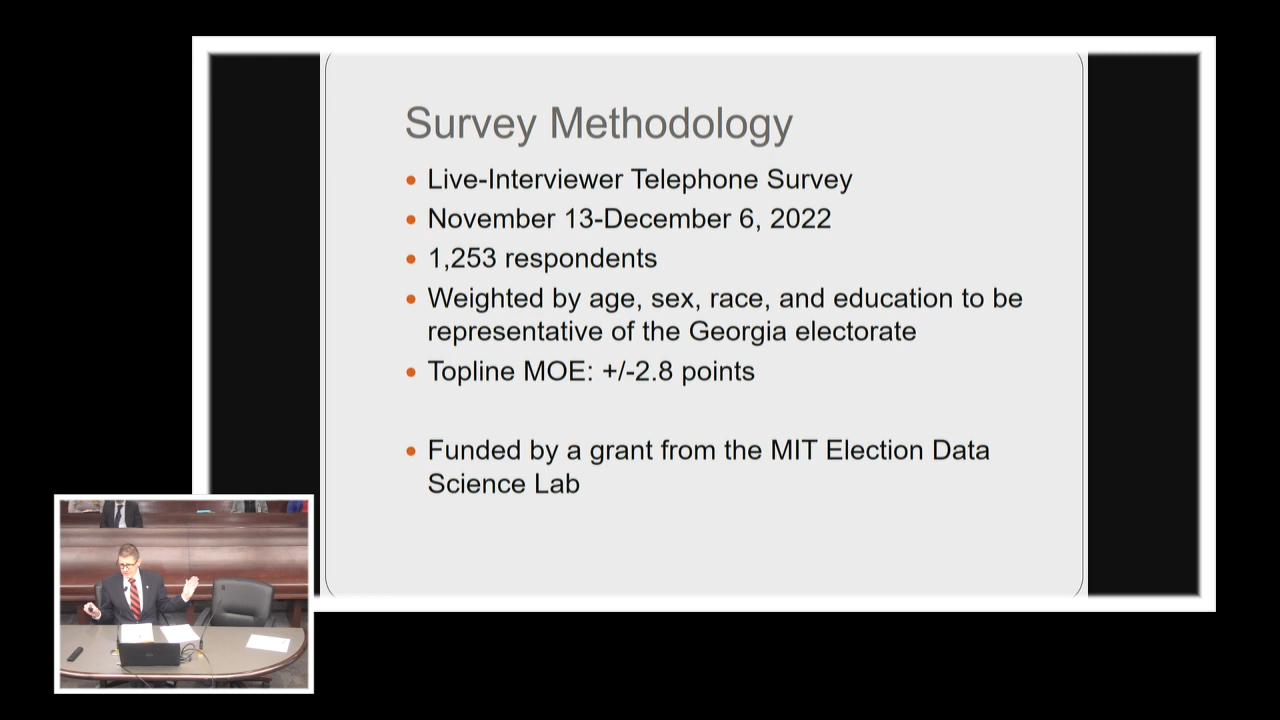 Survey Methodology
• Live-Interviewer Telephone Survey
• November 13-December 6, 2022
• 1,253 respondents
• Weighted by age, sex, race, and education to be
representative of the Georgia electorate
• Topline MOE: +/-2.8 points
• Funded by a grant from the MIT Election Data
Science Lab